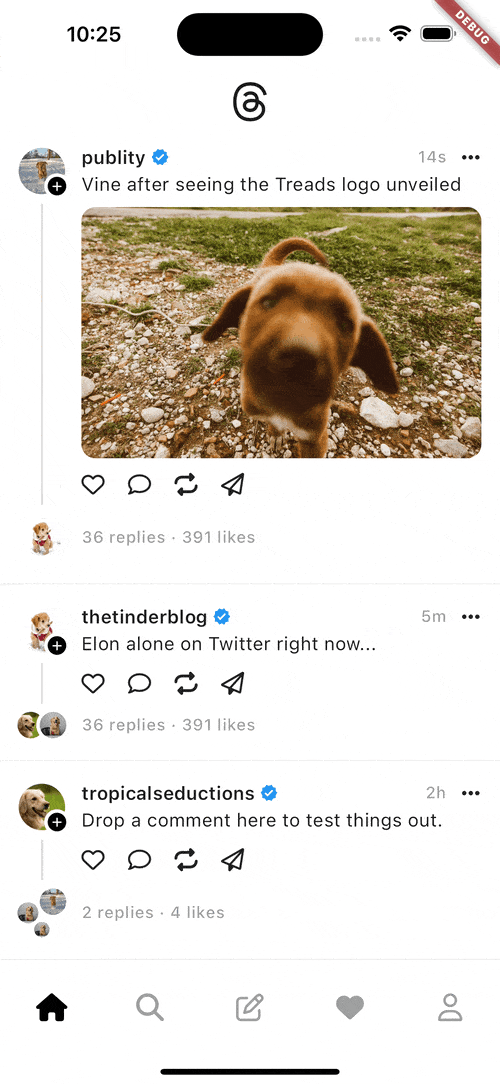 10:25
DEBUG
publity
14s
Vine after seeing the Treads logo unveiled
36 replies · 391 likes
thetinderblog
5m
Elon alone on Twitter right now...
36 replies · 391 likes
tropicalseductions
2h
Drop a comment here to test things out.
2 replies · 4 likes